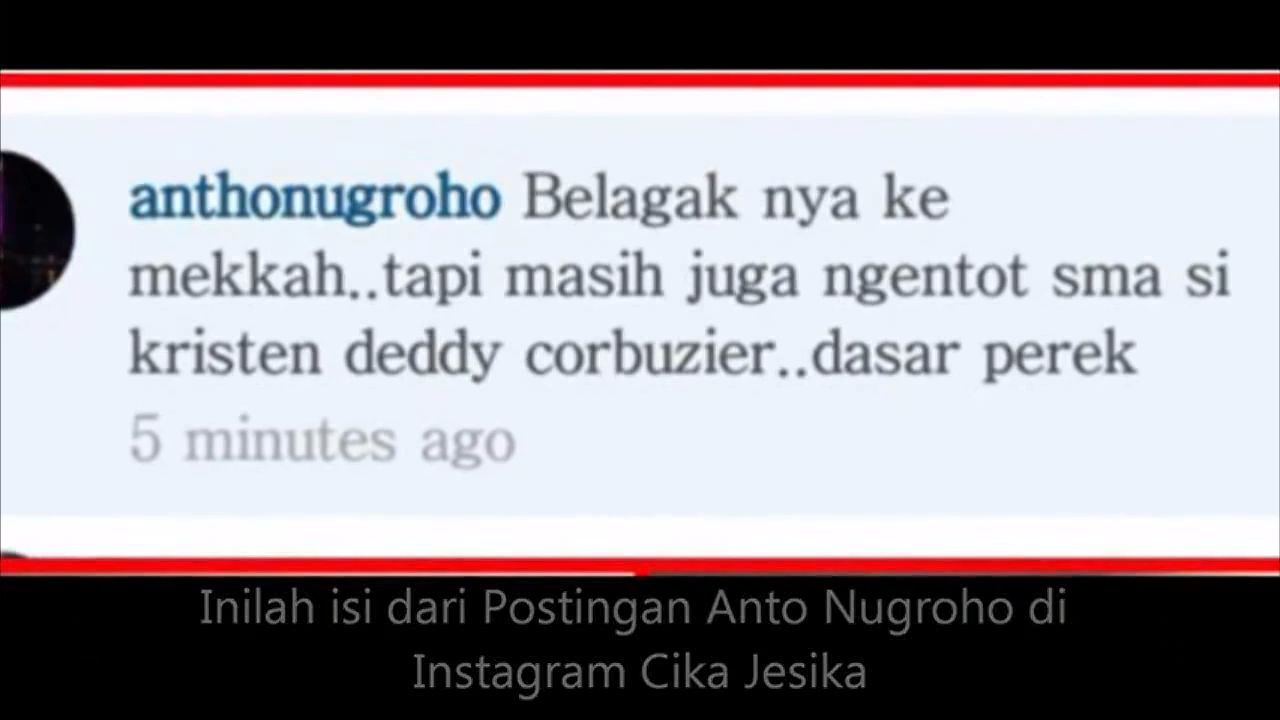 anthonugroho Belagak nya ke
mekkah..tapi masih juga ngentot sma si
kristen deddy corbuzier..dasar perek
5 minutes ago
Inilah isi dari Postingan Anto Nugroho di
Instagram Cika Jesika